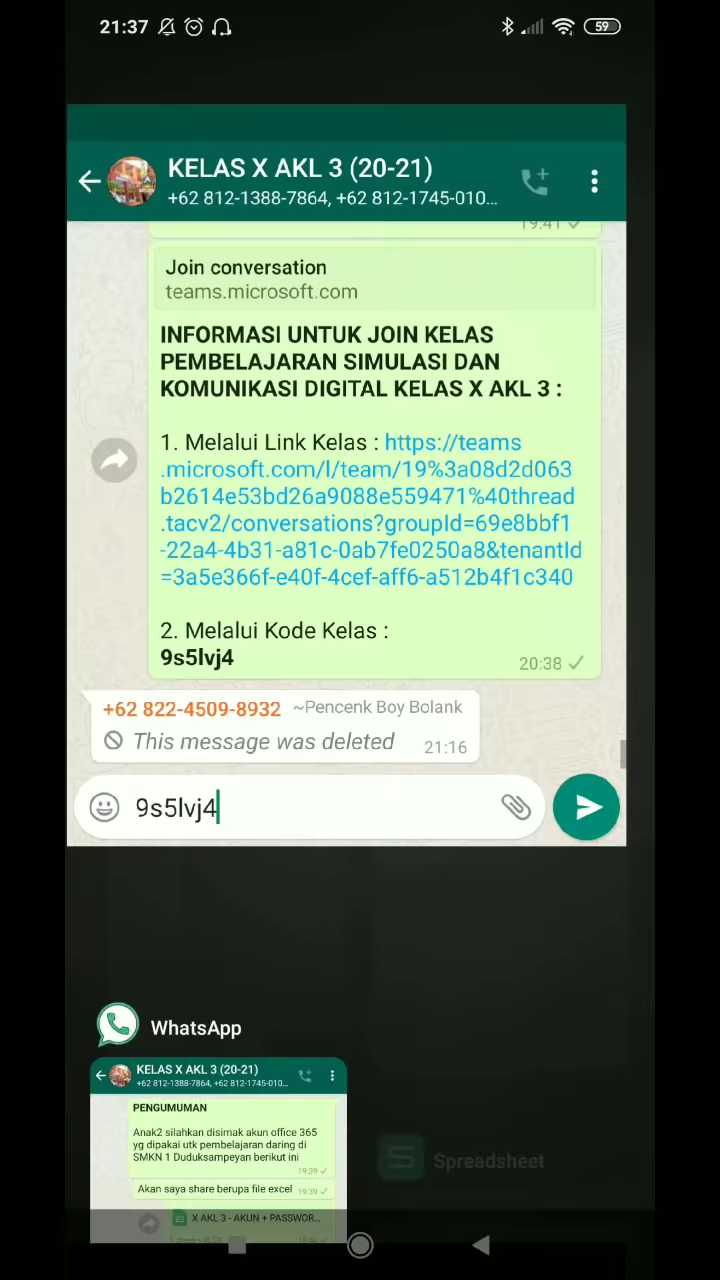 21:37
59
KELAS X AKL 3 (20-21)
+62 812-1388-7864, +62 812-1745-010...
19:41
Join conversation
teams.microsoft.com
INFORMASI UNTUK JOIN KELAS
PEMBELAJARAN SIMULASI DAN
KOMUNIKASI DIGITAL KELAS X AKL 3 :
1. Melalui Link Kelas : https://teams
.microsoft.com/l/team/19%3a08d2d063
b2614e53bd26a9088e559471%40thread
.tacv2/conversations?groupId=69e8bbf1
-22a4-4b31-a81c-0ab7fe0250a8&tenantId
=3a5e366f-e40f-4cef-aff6-a512b4f1c340
2. Melalui Kode Kelas :
9s5lvj4
20:38
+62 822-4509-8932 ~Pencenk Boy Bolank
This message was deleted 21:16
9s5lvj4
WhatsApp
KELAS X AKL 3 (20-21)
+62 812-1388-7864, +62 812-1745-010...
PENGUMUMAN
Anak2 silahkan disimak akun office 365
yg dipakai utk pembelajaran daring di
SMKN 1 Duduksampeyan berikut ini
19:39
Akan saya share berupa file excel 19:39
X AKL 3 - AKUN + PASSWOR...
Spreadsheet